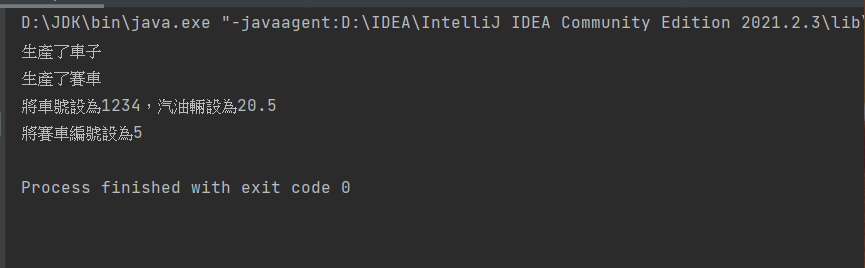 D:\JDK\bin\java.exe "-javaagent:D:\IDEA\IntelliJ IDEA Community Edition 2021.2.3\lib\
生產了車子
生產了賽車
將車號設為1234，汽油輛設為20.5
將賽車編號設為5
Process finished with exit code 0